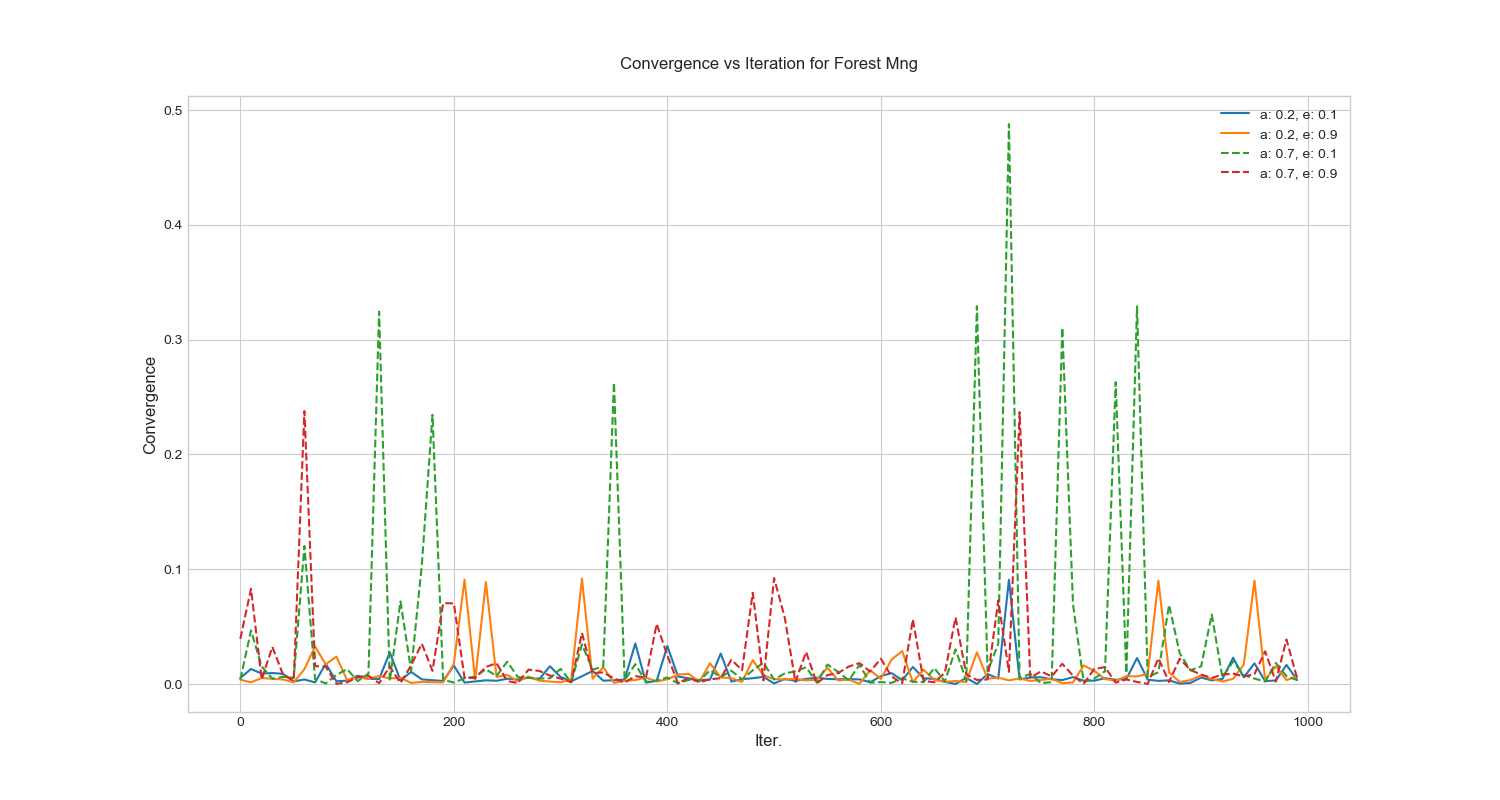 Convergence vs Iteration for Forest Mng
0.5
0.4
0.3
0.2
0.1
0.0
Convergence
0
200
400
600
800
1000
Iter.
a: 0.2, e: 0.1
a: 0.2, e: 0.9
a: 0.7, e: 0.1
a: 0.7, e: 0.9